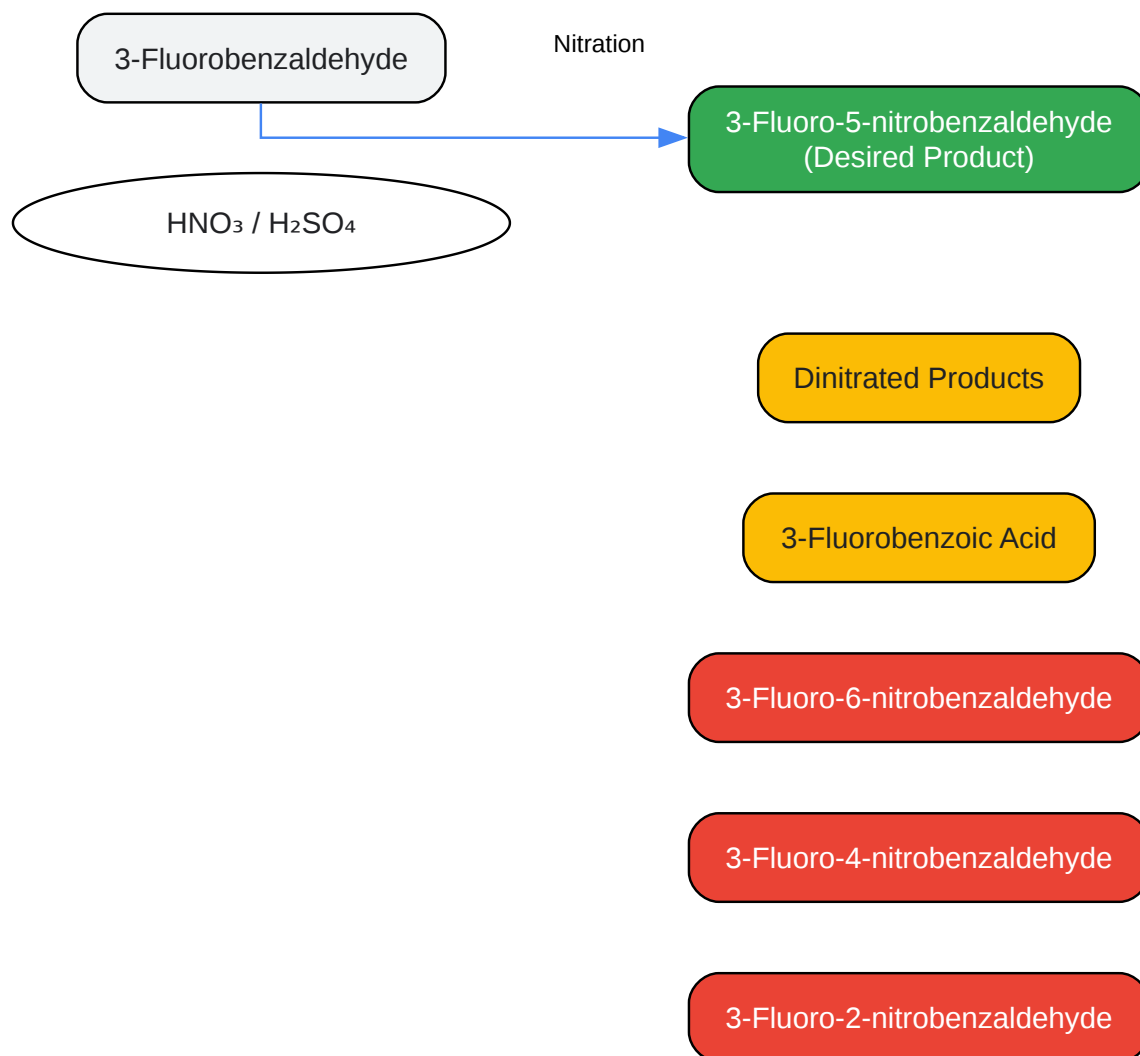 3-Fluorobenzaldehyde
Nitration
3-Fluoro-5-nitrobenzaldehyde
(Desired Product)
HNO₃ / H₂SO₄
Dinitrated Products
3-Fluorobenzoic Acid
3-Fluoro-6-nitrobenzaldehyde
3-Fluoro-4-nitrobenzaldehyde
3-Fluoro-2-nitrobenzaldehyde